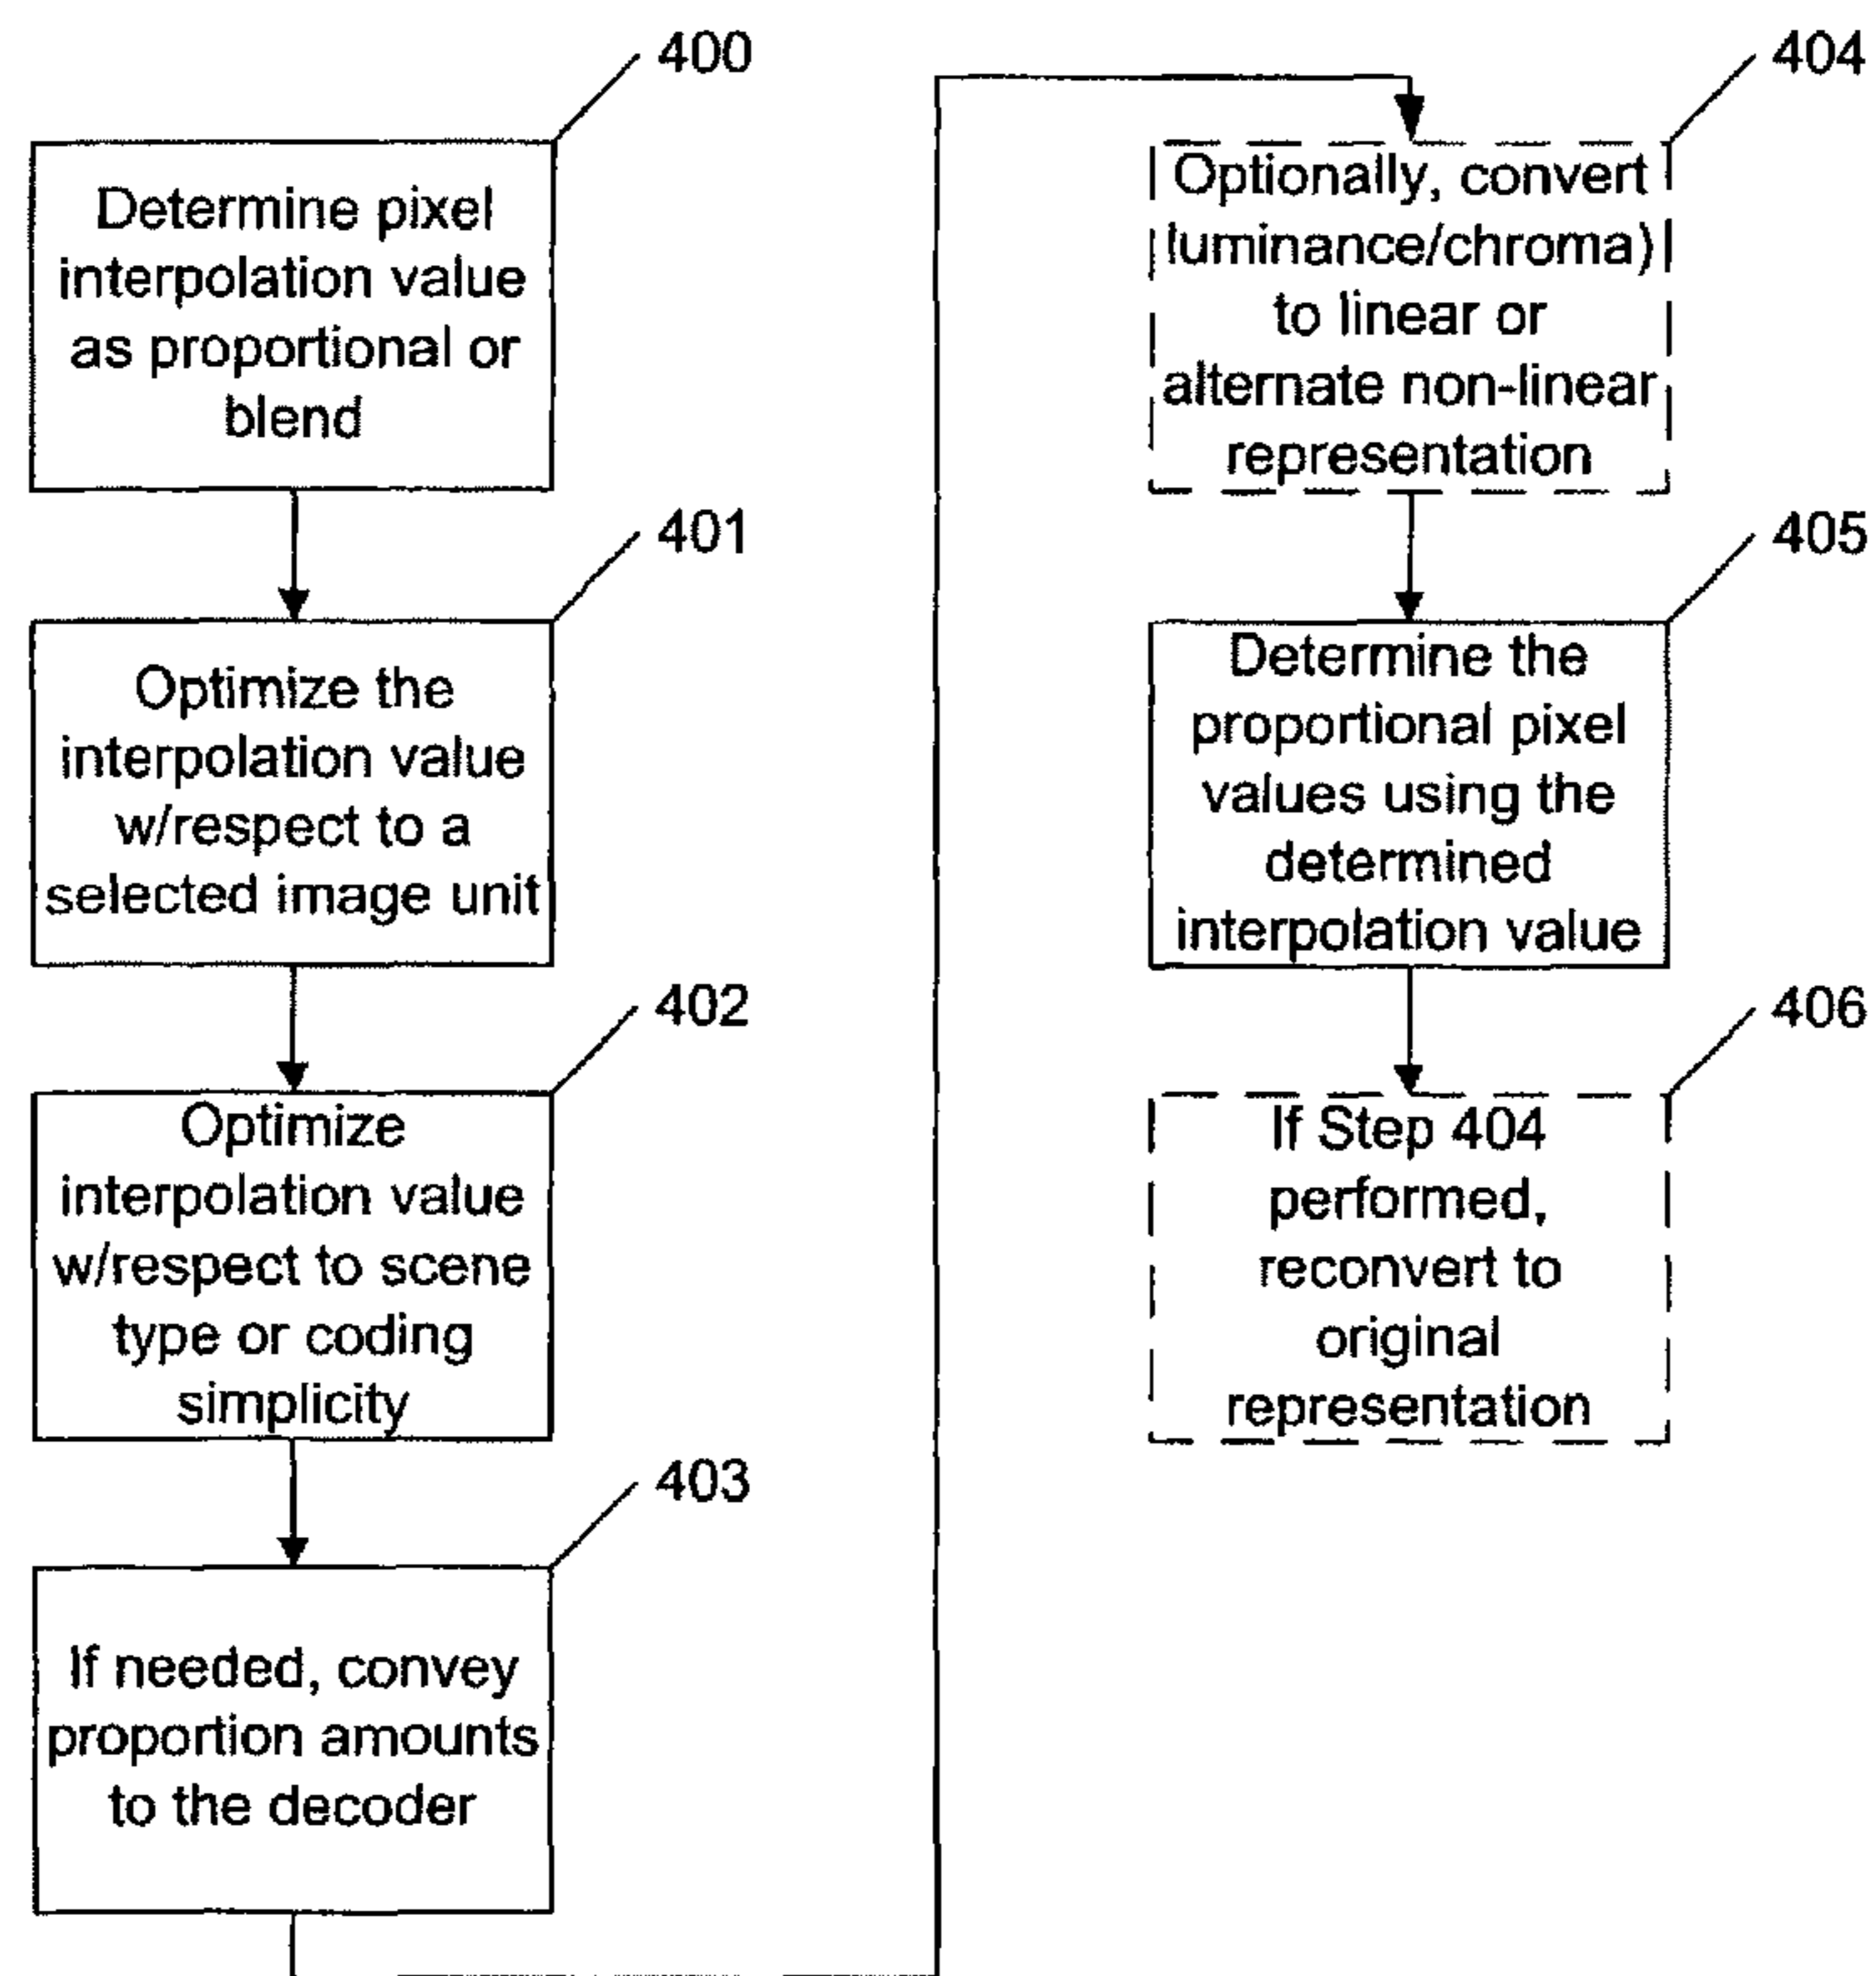 400
Determine pixel
interpolation value
as proportional or
blend
401
Optimize the
interpolation value
w/respect to a
selected image unit
402
Optimize
interpolation value
w/respect to scene
type or coding
simplicity
403
If needed, convey
proportion amounts
to the decoder
404
Optionally, convert
luminance/chroma)
to linear or
alternate non-linear
representation
405
Determine the
proportional pixel
values using the
determined
interpolation value
406
If Step 404
performed,
reconvert to
original
representation